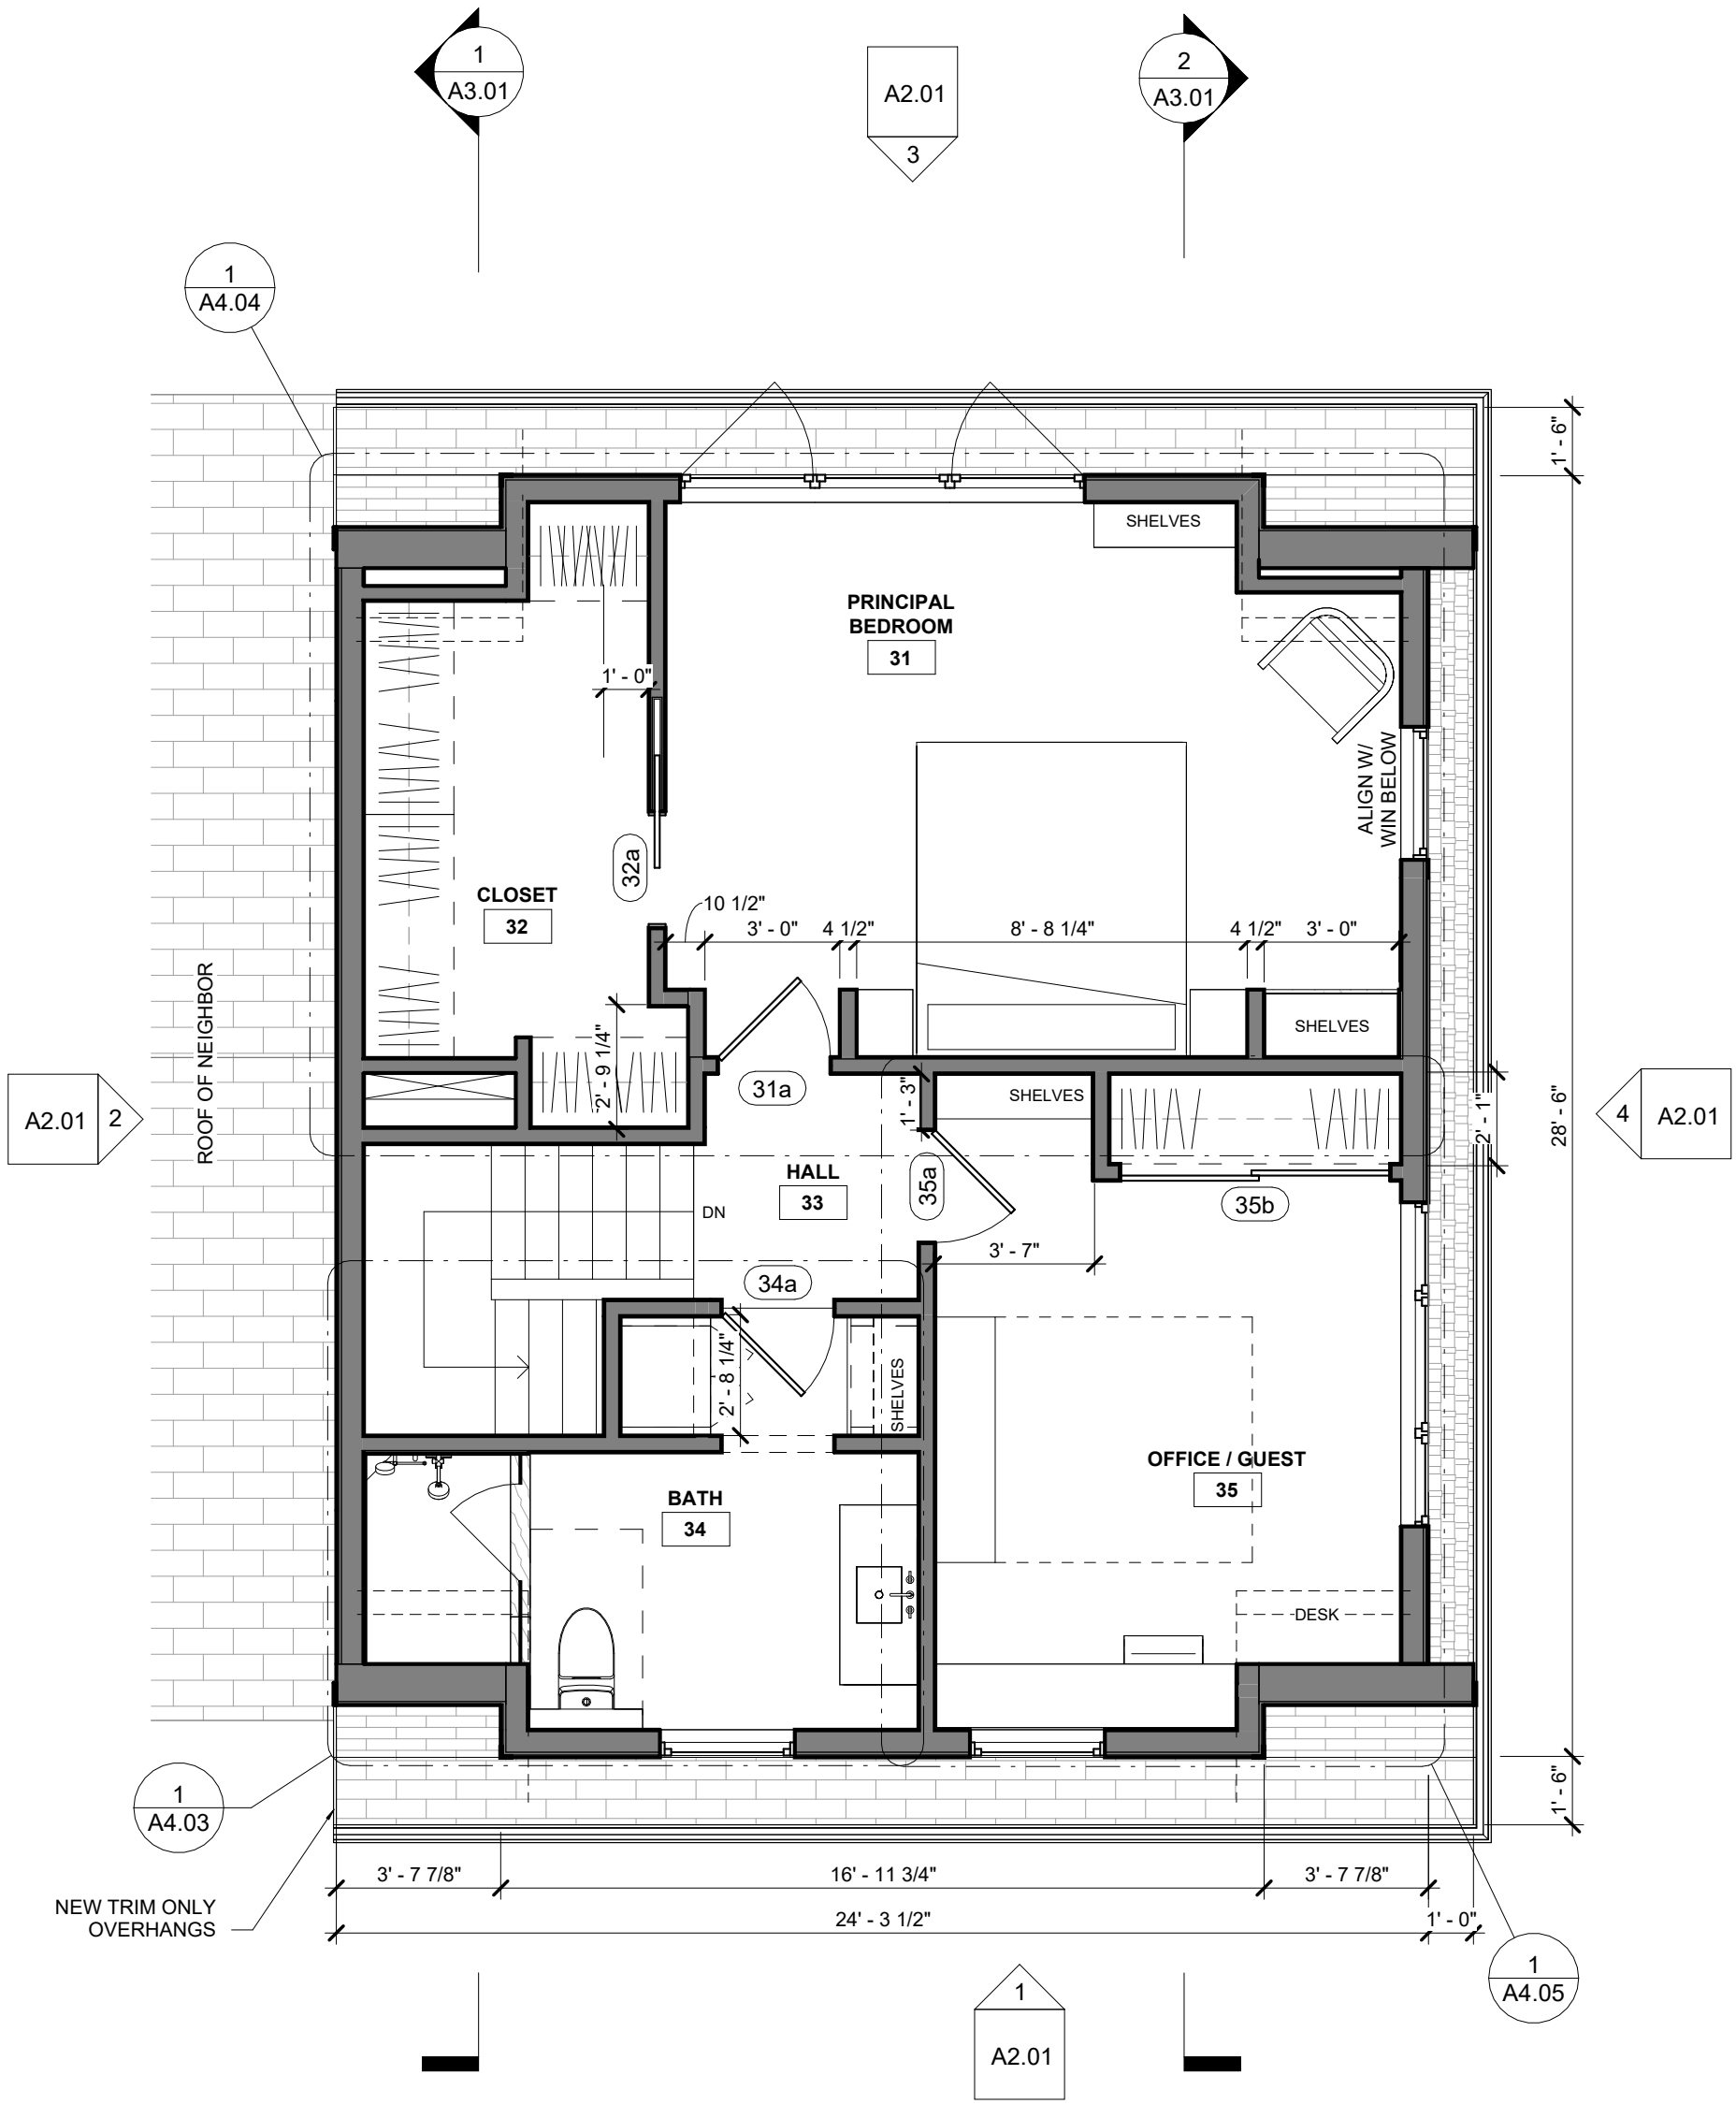 1
A3.01
A2.01
3
2
A3.01
1
A4.04
1' - 6"
SHELVES
PRINCIPAL
BEDROOM
31
1' - 0"
ALIGN W/
WIN BELOW
32a
CLOSET
32
10 1/2"
3' - 0"
4 1/2"
8' - 8 1/4"
4 1/2"
3' - 0"
ROOF OF NEIGHBOR
SHELVES
2' - 9 1/4"
31a
1' - 3"
SHELVES
2' - 1"
28' - 6"
A2.01
2
4
A2.01
HALL
33
35a
35b
DN
3' - 7"
34a
2' - 8 1/4"
SHELVES
OFFICE / GUEST
35
BATH
34
DESK
1' - 6"
1
A4.03
3' - 7 7/8"
16' - 11 3/4"
3' - 7 7/8"
NEW TRIM ONLY
OVERHANGS
24' - 3 1/2"
1' - 0"
1
A4.05
1
A2.01